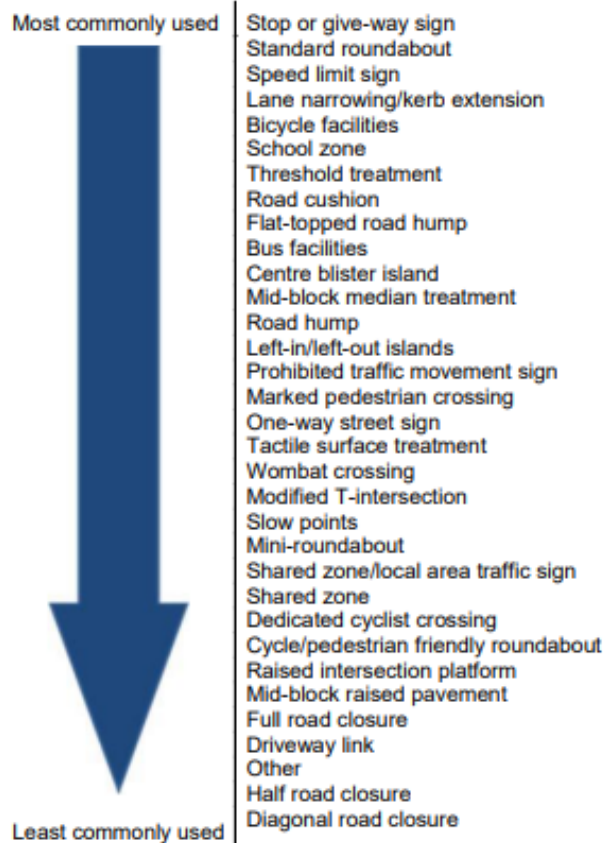 Most commonly used
Stop or give-way sign
Standard roundabout
Speed limit sign
Lane narrowing/kerb extension
Bicycle facilities
School zone
Threshold treatment
Road cushion
Flat-topped road hump
Bus facilities
Centre blister island
Mid-block median treatment
Road hump
Left-in/left-out islands
Prohibited traffic movement sign
Marked pedestrian crossing
One-way street sign
Tactile surface treatment
Wombat crossing
Modified T-intersection
Slow points
Mini-roundabout
Shared zone/local area traffic sign
Shared zone
Dedicated cyclist crossing
Cycle/pedestrian friendly roundabout
Raised intersection platform
Mid-block raised pavement
Full road closure
Driveway link
Other
Half road closure
Diagonal road closure
Least commonly used